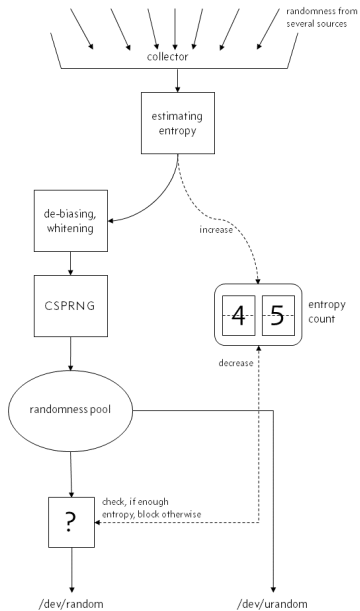 randomness from
several sources
collector
estimating
entropy
de-biasing,
whitening
increase
CSPRNG
4 5
entropy
count
decrease
randomness pool
check, if enough
entropy, block otherwise
?
/dev/random
/dev/urandom